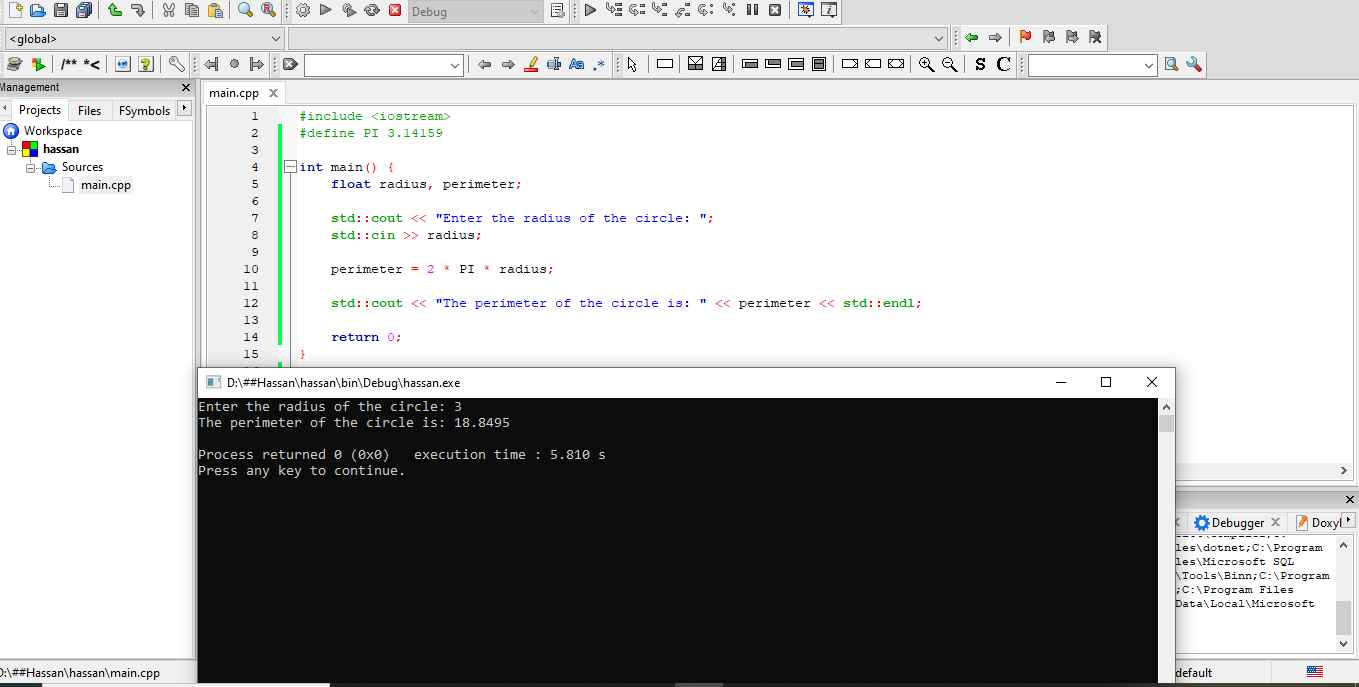 Debug
<global>
/** *<
S C
Management
main.cpp
Projects Files FSymbols
Workspace
hassan
Sources
main.cpp
1 #include <iostream>
2 #define PI 3.14159
3
4 int main() {
5 float radius, perimeter;
6
7 std::cout << "Enter the radius of the circle: ";
8 std::cin >> radius;
9
10 perimeter = 2 * PI * radius;
11
12 std::cout << "The perimeter of the circle is: " << perimeter << std::endl;
13
14 return 0;
15 }
D:\##Hassan\hassan\bin\Debug\hassan.exe
Enter the radius of the circle: 3
The perimeter of the circle is: 18.8495
Process returned 0 (0x0) execution time : 5.810 s
Press any key to continue.
Debugger Doxyl
les\dotnet;C:\Program
les\Microsoft SQL
\Tools\Binn;C:\Program
;C:\Program Files
Data\Local\Microsoft
D:\##Hassan\hassan\main.cpp
default